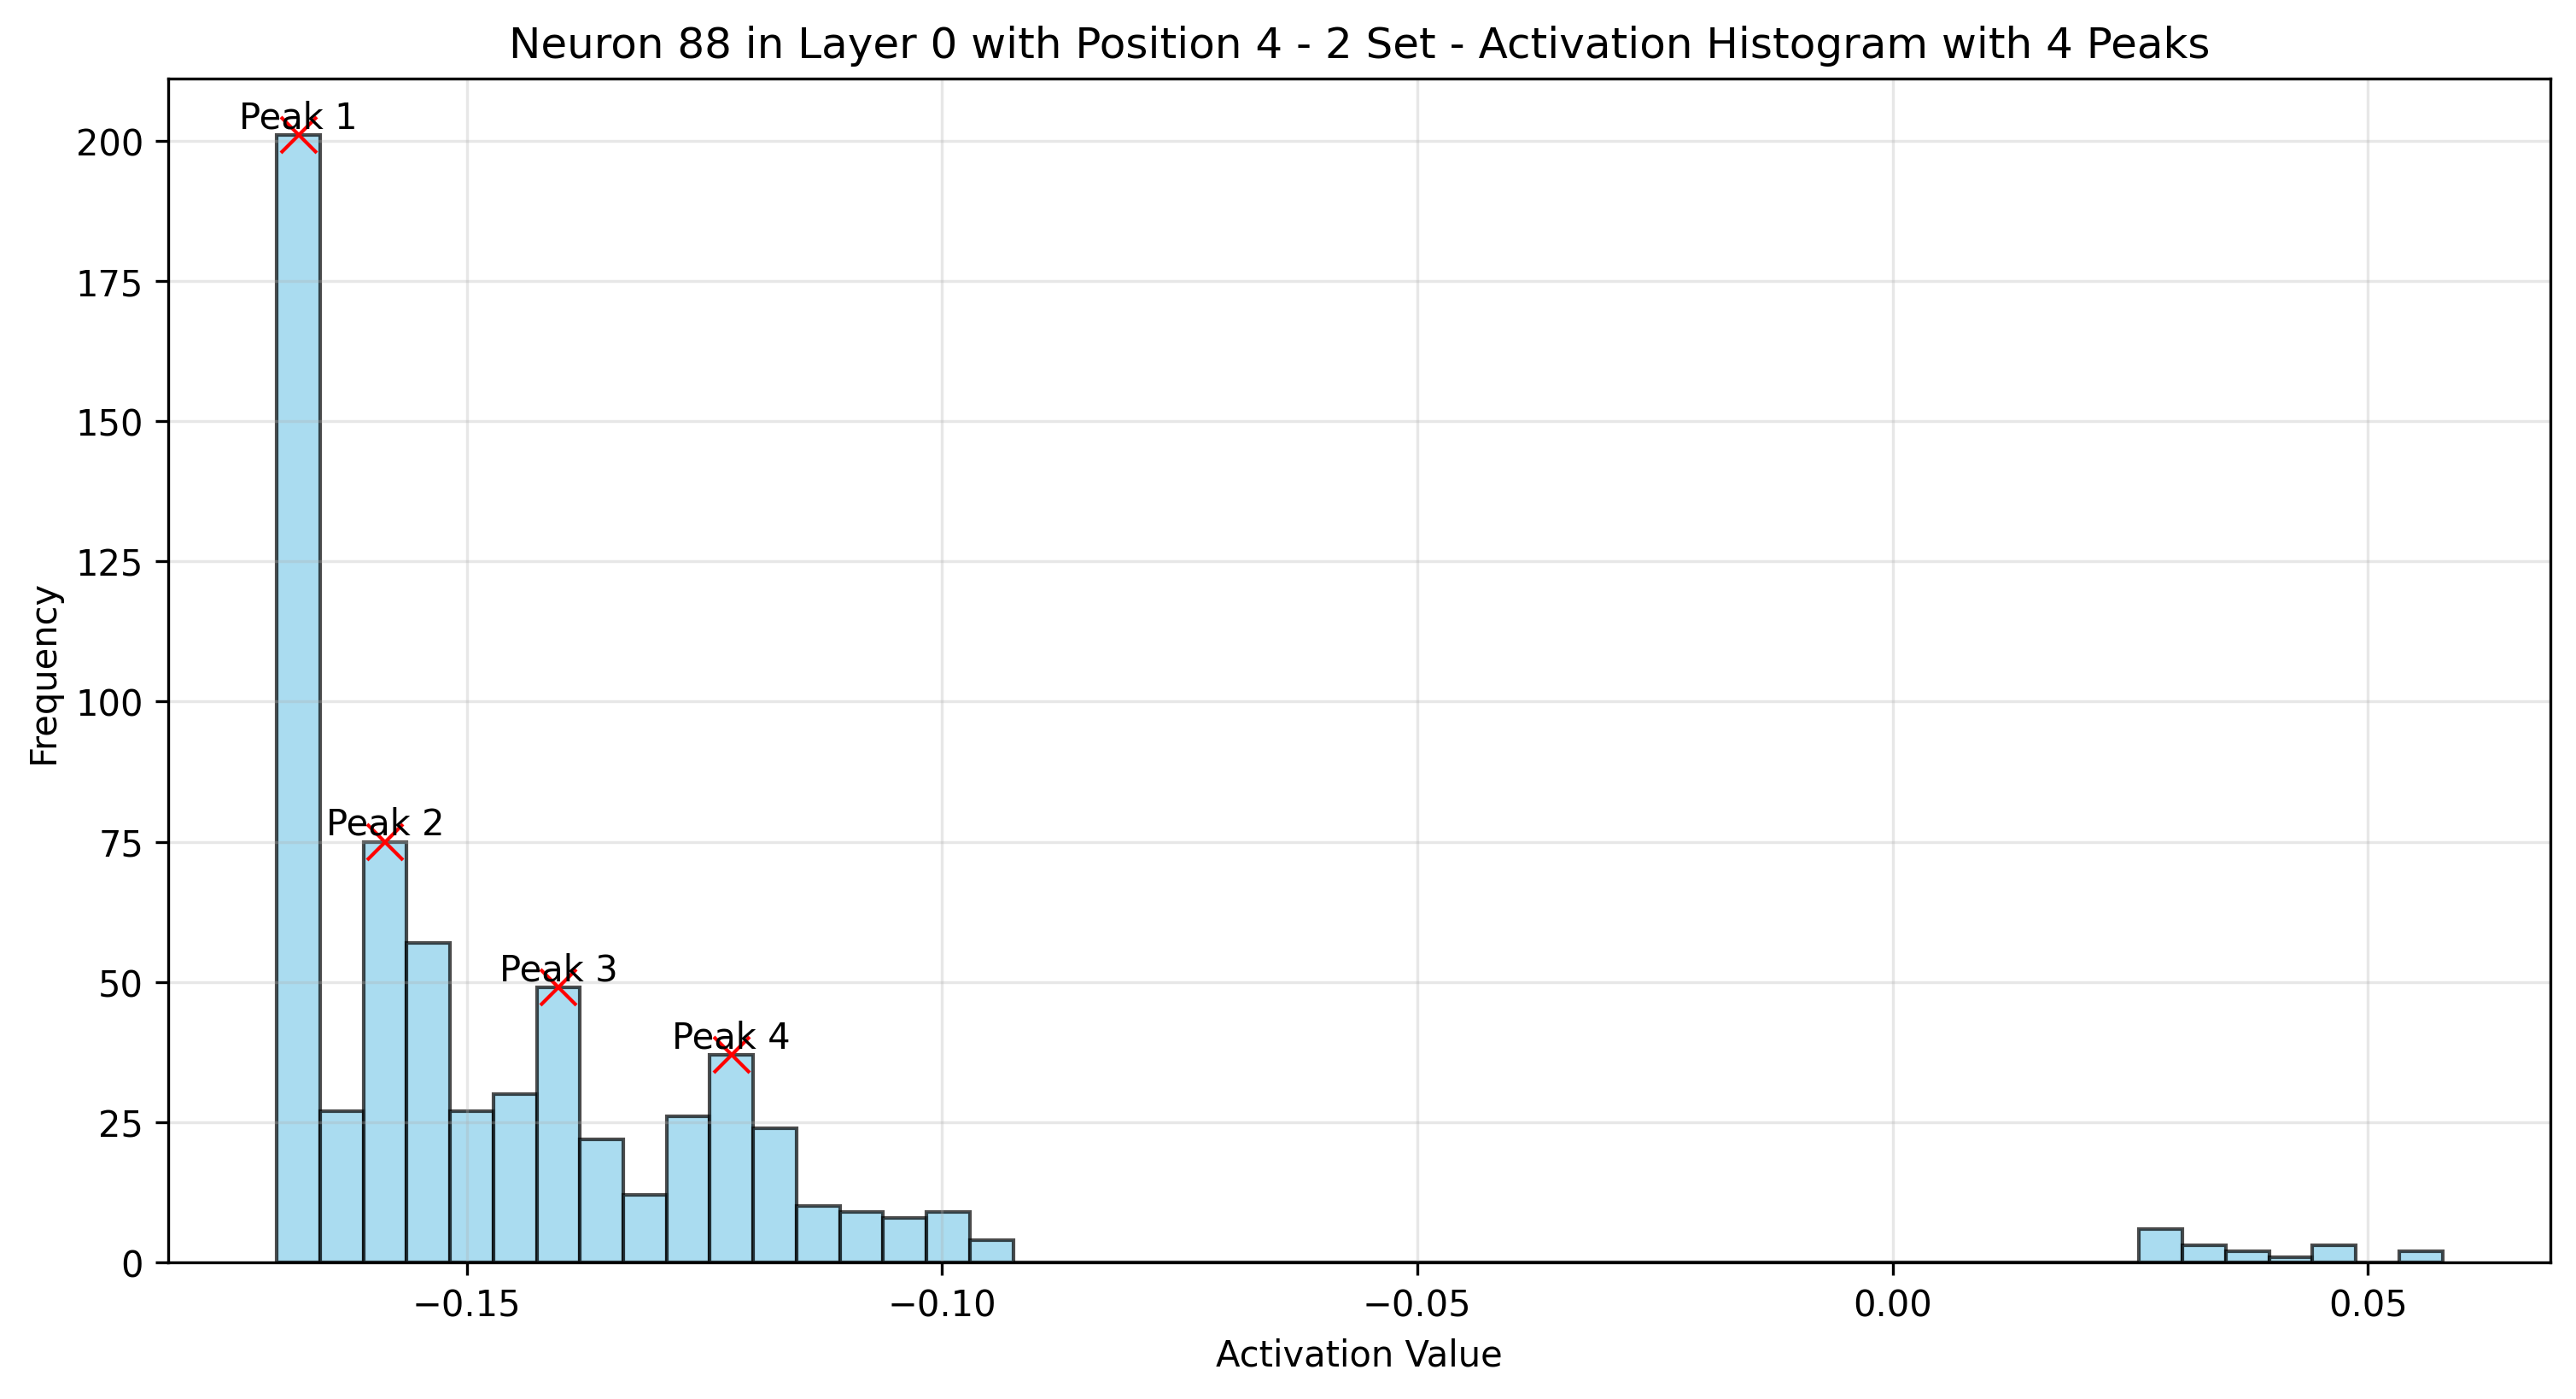 Neuron 88 in Layer 0 with Position 4 - 2 Set - Activation Histogram with 4 Peaks
Peak 1
200
175
150
125
100
Frequency
Peak 2
75
Peak 3
50
Peak 4
25
0
−0.15
−0.10
−0.05
0.00
0.05
Activation Value